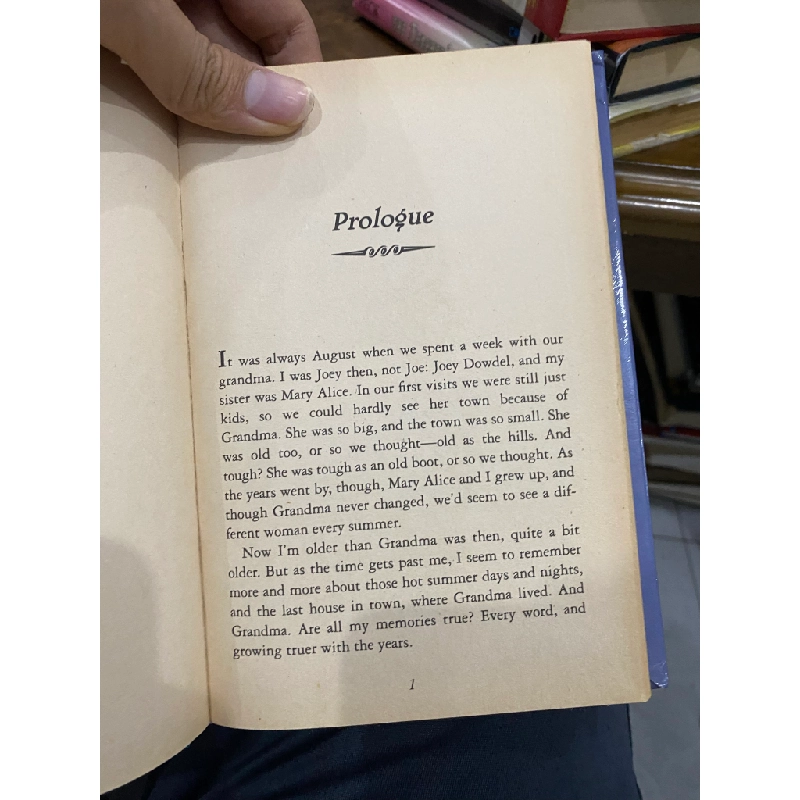 Prologue
It was always August when we spent a week with our
grandma. I was Joey then, not Joe: Joey Dowdel, and my
sister was Mary Alice. In our first visits we were still just
kids, so we could hardly see her town because of
Grandma. She was so big, and the town was so small. She
was old too, or so we thought—old as the hills. And
tough? She was tough as an old boot, or so we thought. As
the years went by, though, Mary Alice and I grew up, and
though Grandma never changed, we'd seem to see a dif-
ferent woman every summer.
Now I'm older than Grandma was then, quite a bit
older. But as the time gets past me, I seem to remember
more and more about those hot summer days and nights,
and the last house in town, where Grandma lived. And
Grandma. Are all my memories true? Every word, and
growing truer with the years.
1